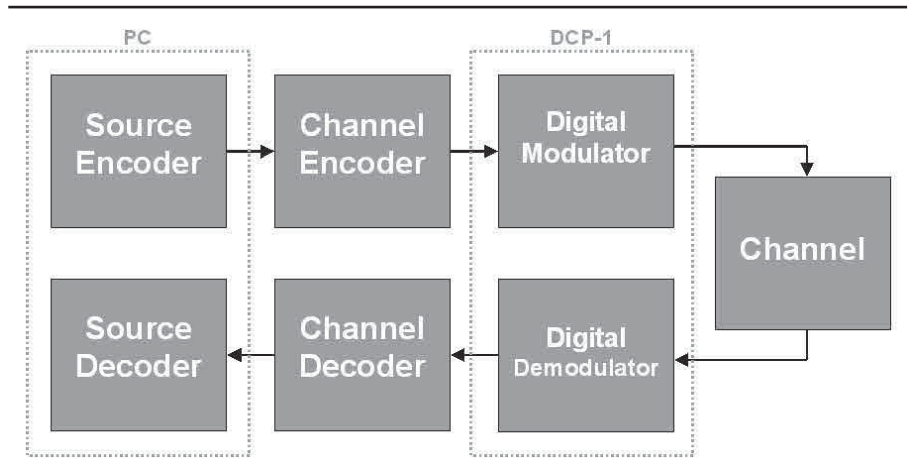 PC
DCP-1
Source
Encoder
Channel
Encoder
Digital
Modulator
Channel
Source
Decoder
Channel
Decoder
Digital
Demodulator